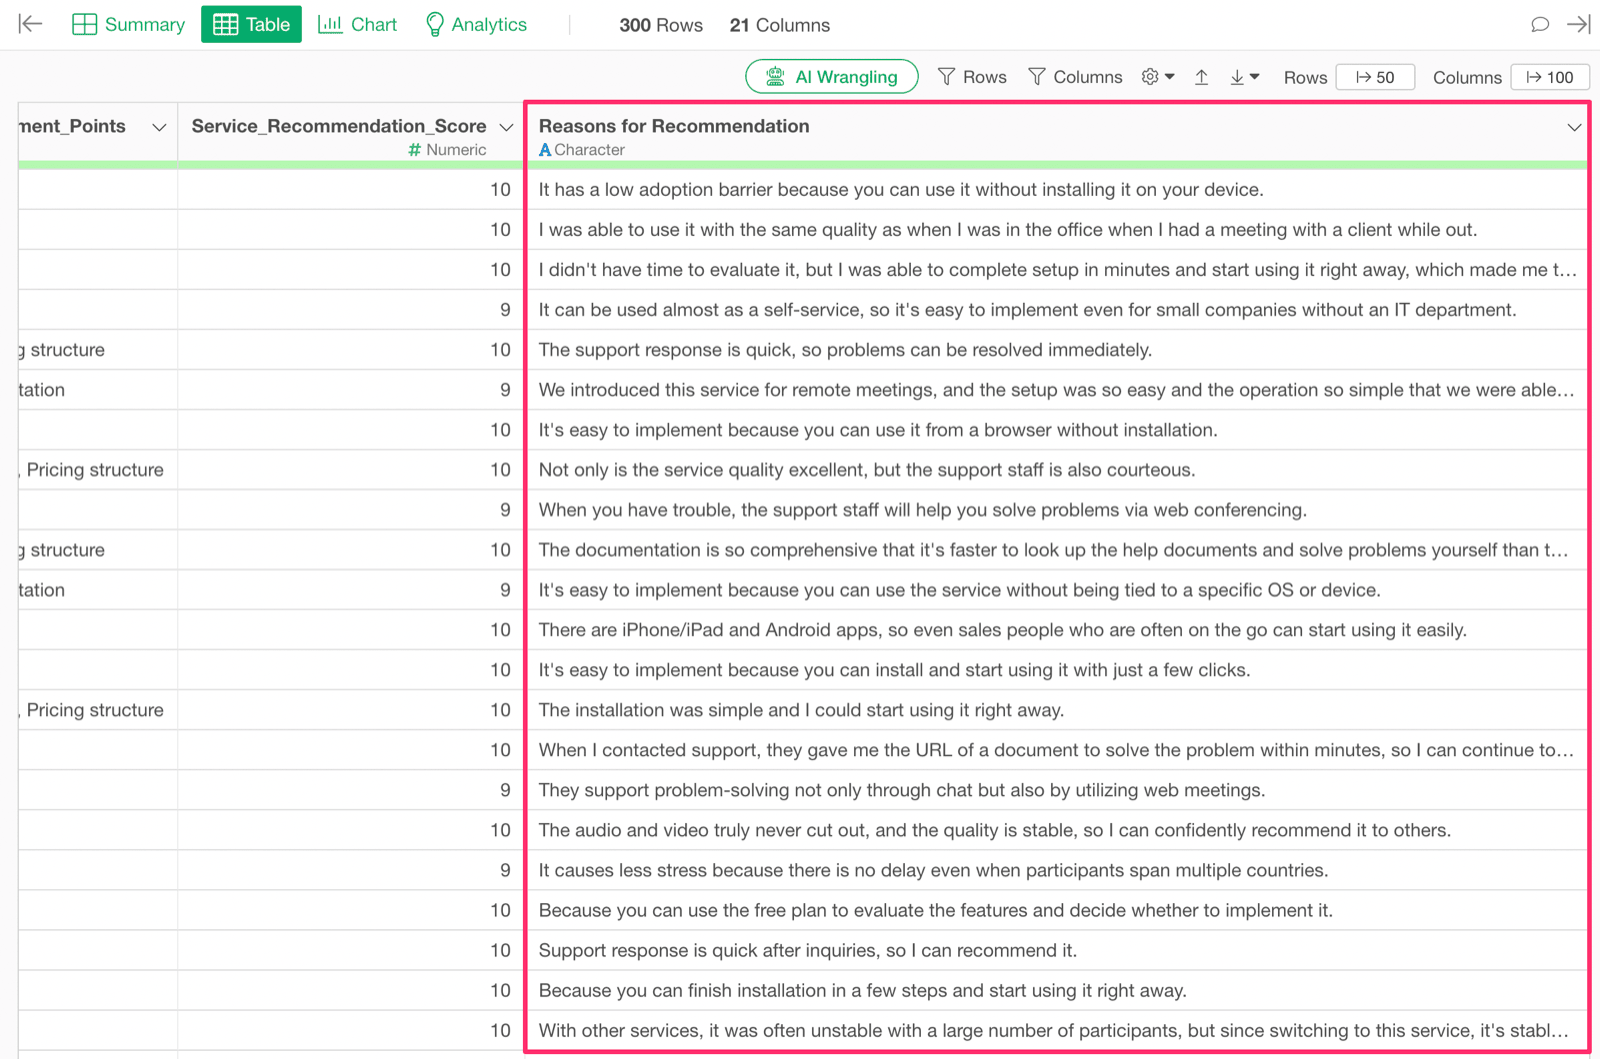 Summary Table Chart Analytics 300 Rows 21 Columns
AI Wrangling Rows Columns Rows 50 Columns 100
ment_Points Service_Recommendation_Score Reasons for Recommendation
# Numeric A Character
10 It has a low adoption barrier because you can use it without installing it on your device.
10 I was able to use it with the same quality as when I was in the office when I had a meeting with a client while out.
10 I didn't have time to evaluate it, but I was able to complete setup in minutes and start using it right away, which made me t...
9 It can be used almost as a self-service, so it's easy to implement even for small companies without an IT department.
g structure 10 The support response is quick, so problems can be resolved immediately.
tation 9 We introduced this service for remote meetings, and the setup was so easy and the operation so simple that we were able...
10 It's easy to implement because you can use it from a browser without installation.
, Pricing structure 10 Not only is the service quality excellent, but the support staff is also courteous.
9 When you have trouble, the support staff will help you solve problems via web conferencing.
g structure 10 The documentation is so comprehensive that it's faster to look up the help documents and solve problems yourself than t...
tation 9 It's easy to implement because you can use the service without being tied to a specific OS or device.
10 There are iPhone/iPad and Android apps, so even sales people who are often on the go can start using it easily.
10 It's easy to implement because you can install and start using it with just a few clicks.
, Pricing structure 10 The installation was simple and I could start using it right away.
10 When I contacted support, they gave me the URL of a document to solve the problem within minutes, so I can continue to...
9 They support problem-solving not only through chat but also by utilizing web meetings.
10 The audio and video truly never cut out, and the quality is stable, so I can confidently recommend it to others.
9 It causes less stress because there is no delay even when participants span multiple countries.
10 Because you can use the free plan to evaluate the features and decide whether to implement it.
10 Support response is quick after inquiries, so I can recommend it.
10 Because you can finish installation in a few steps and start using it right away.
10 With other services, it was often unstable with a large number of participants, but since switching to this service, it's stabl...